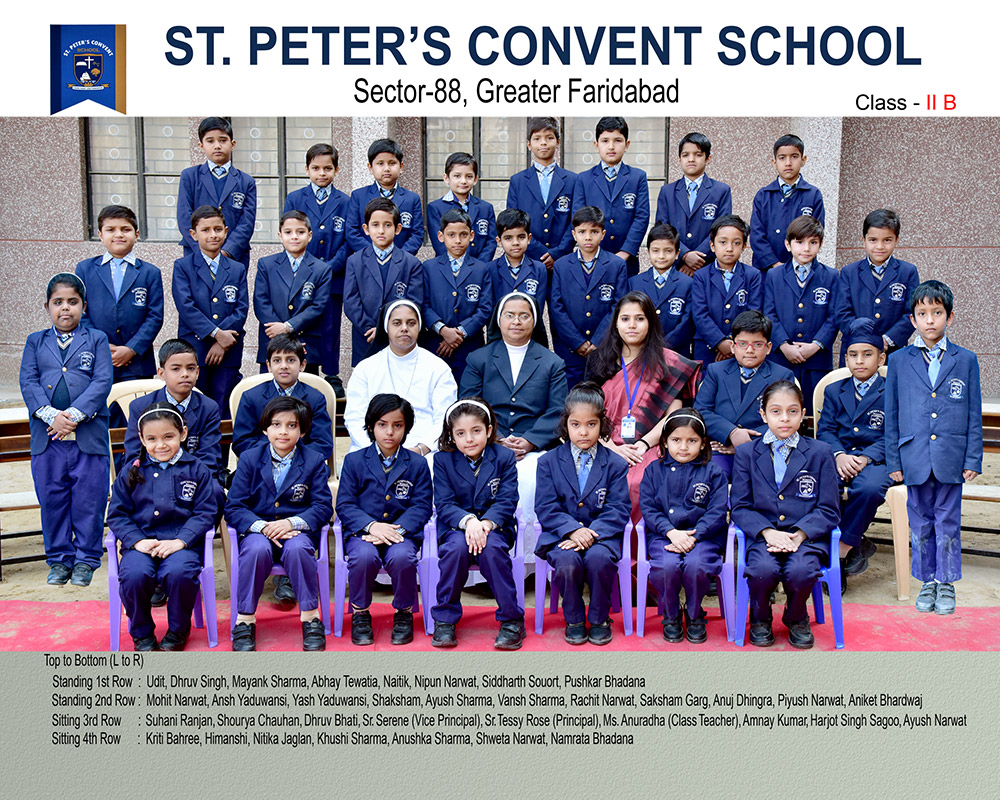 ST. PETER'S CONVENT
SCHOOL
ST. PETER'S CONVENT SCHOOL
Sector-88, Greater Faridabad
Class - II B
Top to Bottom (L to R)
Standing 1st Row : Udit, Dhruv Singh, Mayank Sharma, Abhay Tewatia, Naitik, Nipun Narwat, Siddharth Souort, Pushkar Bhadana
Standing 2nd Row : Mohit Narwat, Ansh Yaduwansi, Yash Yaduwansi, Shaksham, Ayush Sharma, Vansh Sharma, Rachit Narwat, Saksham Garg, Anuj Dhingra, Piyush Narwat, Aniket Bhardwaj
Sitting 3rd Row : Suhani Ranjan, Shourya Chauhan, Dhruv Bhati, Sr. Serene (Vice Principal), Sr. Tessy Rose (Principal), Ms. Anuradha (Class Teacher), Amnay Kumar, Harjot Singh Sagoo, Ayush Narwat
Sitting 4th Row : Kriti Bahree, Himanshi, Nitika Jaglan, Khushi Sharma, Anushka Sharma, Shweta Narwat, Namrata Bhadana